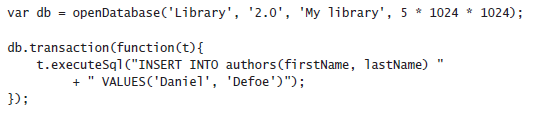 var db = openDatabase('Library', '2.0', 'My library', 5 * 1024 * 1024);
db.transaction(function(t){
    t.executeSql("INSERT INTO authors(firstName, lastName) "
        + " VALUES('Daniel', 'Defoe')");
});